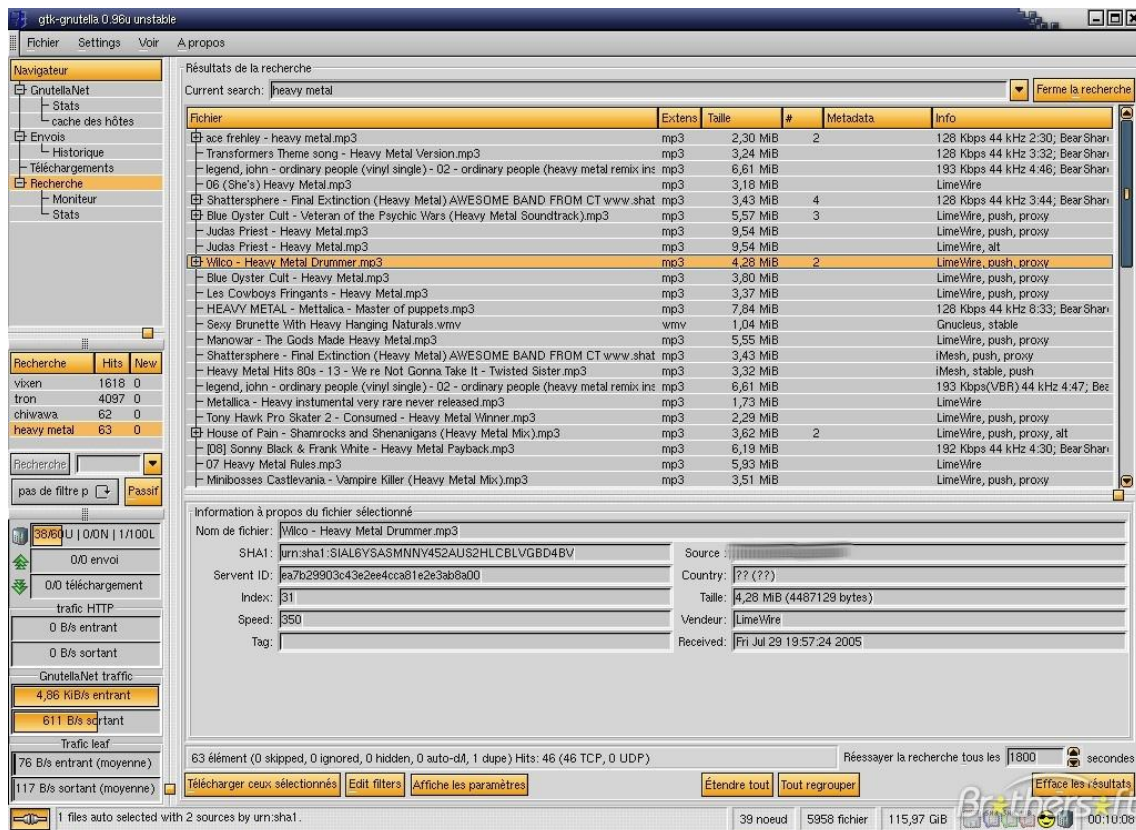 gtk-gnutella 0.96u unstable
Fichier Settings Voir A propos
Navigateur
GnutellaNet
Stats
cache des hôtes
Envois
Historique
Téléchargements
Recherche
Moniteur
Stats
Résultats de la recherche
Current search: heavy metal Ferme la recherche
Fichier Extens Taille # Metadata Info
ace frehley - heavy metal.mp3 mp3 2,30 MiB 2 128 Kbps 44 kHz 2:30; BearShar
Transformers Theme song - Heavy Metal Version.mp3 mp3 3,24 MiB 128 Kbps 44 kHz 3:32; BearShar
legend, john - ordinary people (vinyl single) - 02 - ordinary people (heavy metal remix ins mp3 6,61 MiB 193 Kbps 44 kHz 4:46; BearShar
06 (She's) Heavy Metal.mp3 mp3 3,18 MiB LimeWire
Shattersphere - Final Extinction (Heavy Metal) AWESOME BAND FROM CT www.shat mp3 3,43 MiB 4 128 Kbps 44 kHz 3:44; BearShar
Blue Oyster Cult - Veteran of the Psychic Wars (Heavy Metal Soundtrack).mp3 mp3 5,57 MiB 3 LimeWire, push, proxy
Judas Priest - Heavy Metal.mp3 mp3 9,54 MiB LimeWire, push, proxy
Judas Priest - Heavy Metal.mp3 mp3 9,54 MiB LimeWire, alt
Wilco - Heavy Metal Drummer.mp3 mp3 4,28 MiB 2 LimeWire, push, proxy
Blue Oyster Cult - Heavy Metal.mp3 mp3 3,80 MiB LimeWire, push, proxy
Les Cowboys Fringants - Heavy Metal.mp3 mp3 3,37 MiB LimeWire, push, proxy
HEAVY METAL - Mettalica - Master of puppets.mp3 mp3 7,84 MiB 128 Kbps 44 kHz 8:33; BearShar
Sexy Brunette With Heavy Hanging Naturals.wmv wmv 1,04 MiB Gnucleus, stable
Manowar - The Gods Made Heavy Metal.mp3 mp3 5,55 MiB LimeWire, push, proxy
Shattersphere - Final Extinction (Heavy Metal) AWESOME BAND FROM CT www.shat mp3 3,43 MiB iMesh, push, proxy
Heavy Metal Hits 80s - 13 - We re Not Gonna Take It - Twisted Sister.mp3 mp3 3,32 MiB iMesh, stable, push
legend, john - ordinary people (vinyl single) - 02 - ordinary people (heavy metal remix ins mp3 6,61 MiB 193 Kbps(VBR) 44 kHz 4:47; Bea
Metallica - Heavy instumental very rare never released.mp3 mp3 1,73 MiB LimeWire
Tony Hawk Pro Skater 2 - Consumed - Heavy Metal Winner.mp3 mp3 2,29 MiB LimeWire, push, proxy
House of Pain - Shamrocks and Shenanigans (Heavy Metal Mix).mp3 mp3 3,62 MiB 2 LimeWire, push, proxy, alt
[08] Sonny Black & Frank White - Heavy Metal Payback.mp3 mp3 6,19 MiB 192 Kbps 44 kHz 4:30; BearShar
07 Heavy Metal Rules.mp3 mp3 5,93 MiB LimeWire
Minibosses Castlevania - Vampire Killer (Heavy Metal Mix).mp3 mp3 3,51 MiB LimeWire, push, proxy
Recherche Hits New
vixen 1618 0
tron 4097 0
chiwawa 62 0
heavy metal 63 0
Recherche
pas de filtre p Passif
38/60U | 0/0N | 1/100L
0/0 envoi
0/0 téléchargement
trafic HTTP
0 B/s entrant
0 B/s sortant
GnutellaNet traffic
4,86 KiB/s entrant
611 B/s sortant
Trafic leaf
76 B/s entrant (moyenne)
117 B/s sortant (moyenne)
Information à propos du fichier sélectionné
Nom de fichier: Wilco - Heavy Metal Drummer.mp3
SHA1: urn:sha1:SIAL6YSASMNNY452AUS2HLCBLVGBD4BV Source :
Servent ID: ea7b29903c43e2ee4cca81e2e3ab8a00 Country: ?? (??)
Index: 31 Taille: 4,28 MiB (4487129 bytes)
Speed: 350 Vendeur: LimeWire
Tag: Received: Fri Jul 29 19:57:24 2005
63 élément (0 skipped, 0 ignored, 0 hidden, 0 auto-d/l, 1 dupe) Hits: 46 (46 TCP, 0 UDP) Réessayer la recherche tous les 1800 secondes
Télécharger ceux sélectionnés Edit filters Affiche les paramètres Étendre tout Tout regrouper Efface les résultats
1 files auto selected with 2 sources by urn:sha1. 39 noeud 5958 fichier 115,97 GiB 00:10:08
Brothersoft